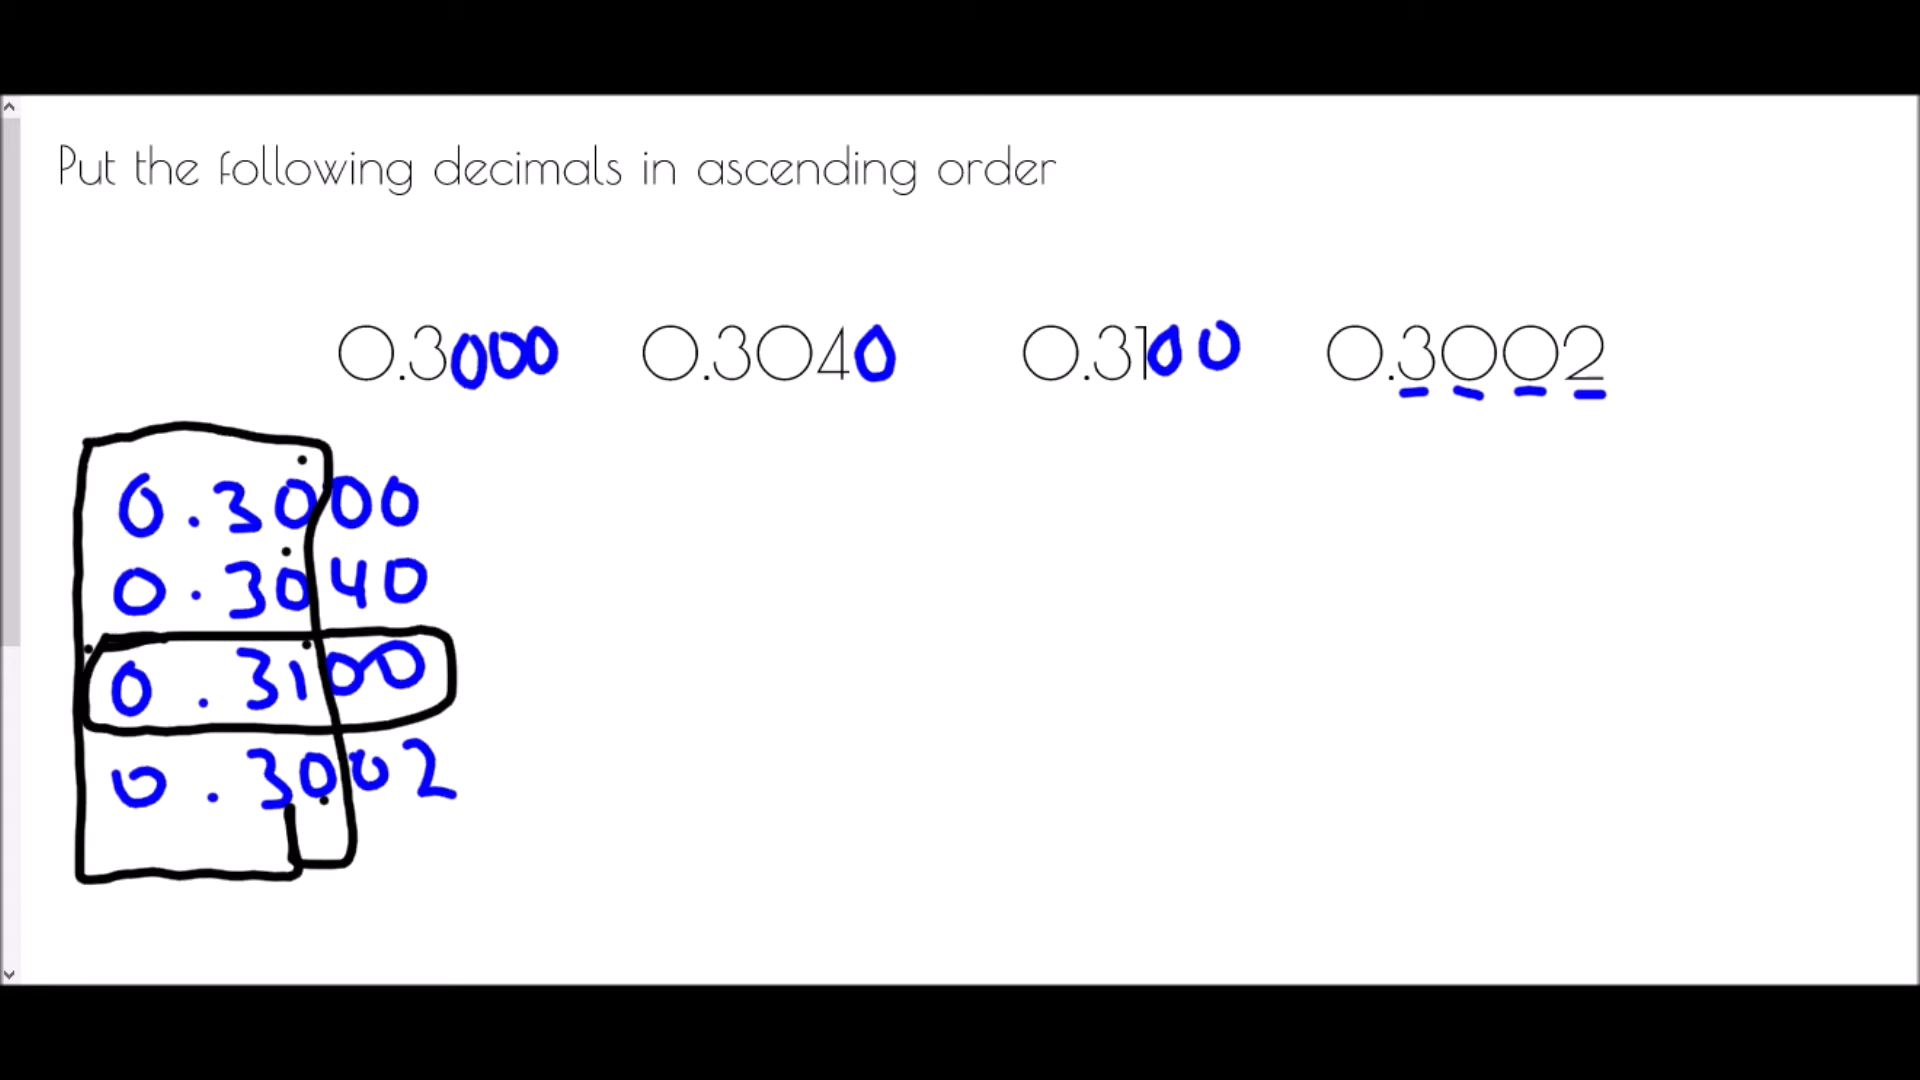 Put the following decimals in ascending order
0.3000 0.3040 0.3100 0.3002
0.3000
0.3040
0.3100
0.3002